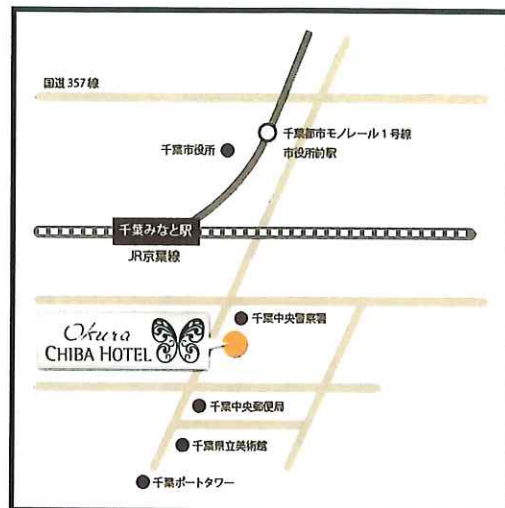 国道357線
千葉都市モノレール1号線
市役所前駅
千葉市役所
千葉みなと駅
JR京葉線
千葉中央警察署
Okura
CHIBA HOTEL
千葉中央郵便局
千葉県立美術館
千葉ポートタワー